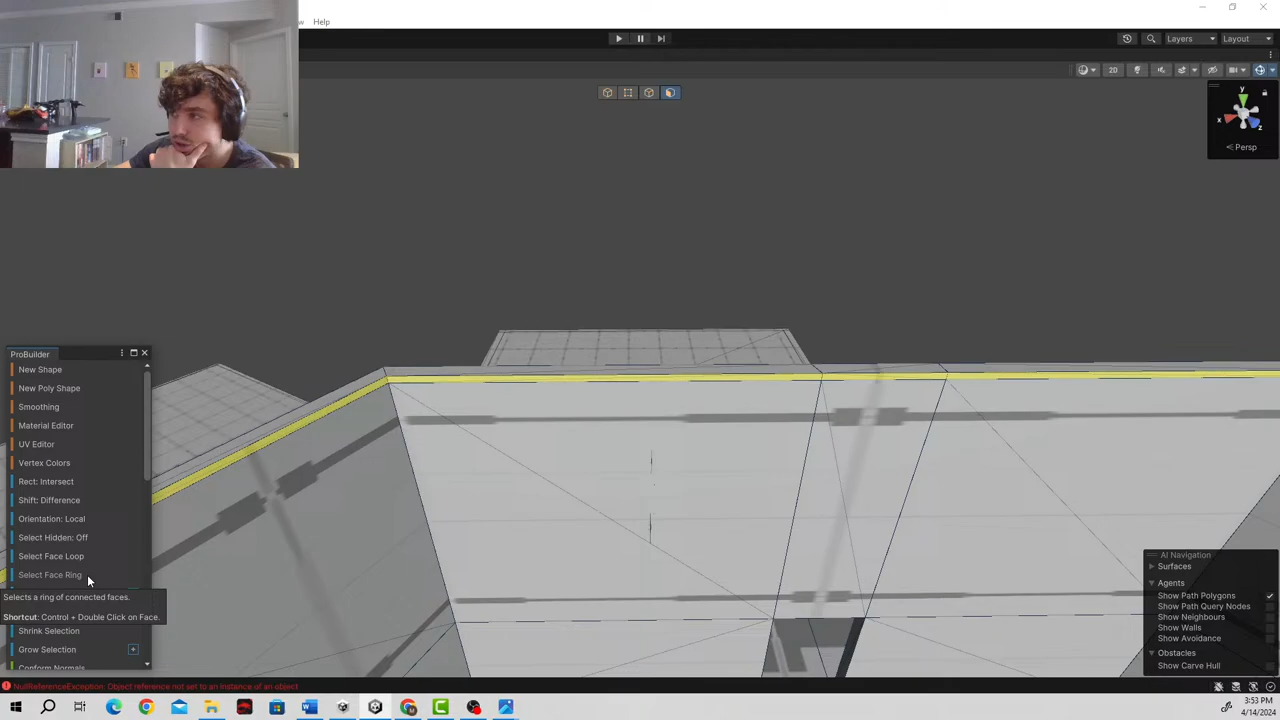 Help
2D
Layers
Layout
y
x
z
Persp
ProBuilder
New Shape
New Poly Shape
Smoothing
Material Editor
UV Editor
Vertex Colors
Rect: Intersect
Shift: Difference
Orientation: Local
Select Hidden: Off
Select Face Loop
Select Face Ring
Selects a ring of connected faces.
Shortcut: Control + Double Click on Face.
Shrink Selection
Grow Selection
Conform Normals
AI Navigation
Surfaces
Agents
Show Path Polygons
Show Path Query Nodes
Show Neighbours
Show Walls
Show Avoidance
Obstacles
Show Carve Hull
NullReferenceException: Object reference not set to an instance of an object
3:53 PM
4/14/2024